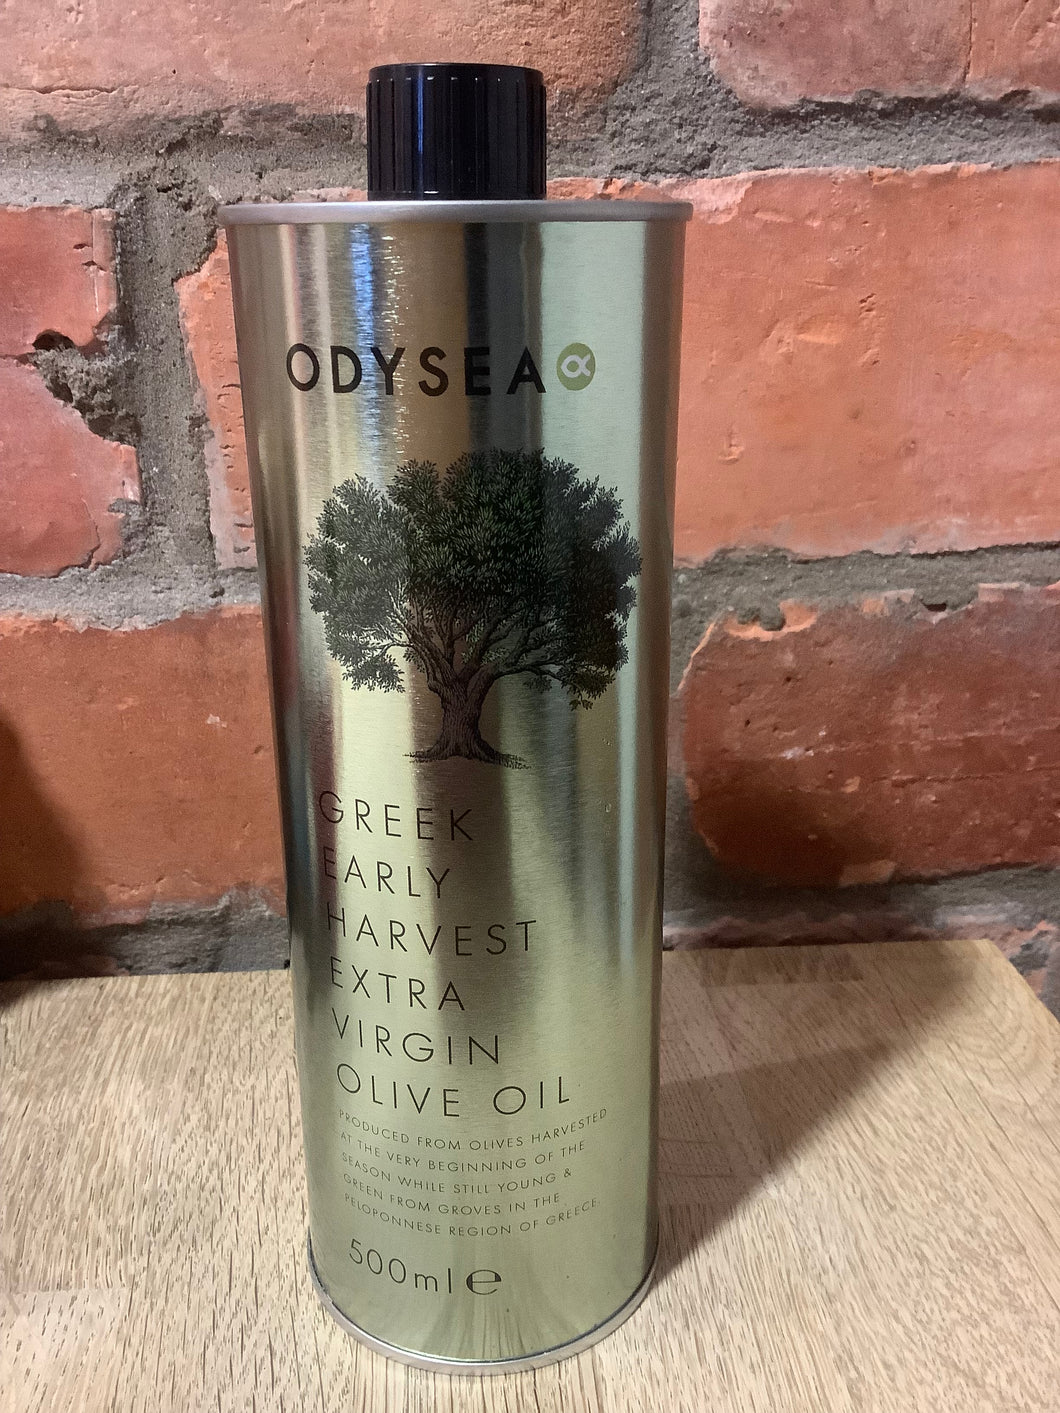 ODYSEA α
GREEK
EARLY
HARVEST
EXTRA
VIRGIN
OLIVE OIL
PRODUCED FROM OLIVES HARVESTED
AT THE VERY BEGINNING OF THE
SEASON WHILE STILL YOUNG &
GREEN FROM GROVES IN THE
PELOPONNESE REGION OF GREECE.
500ml ℮